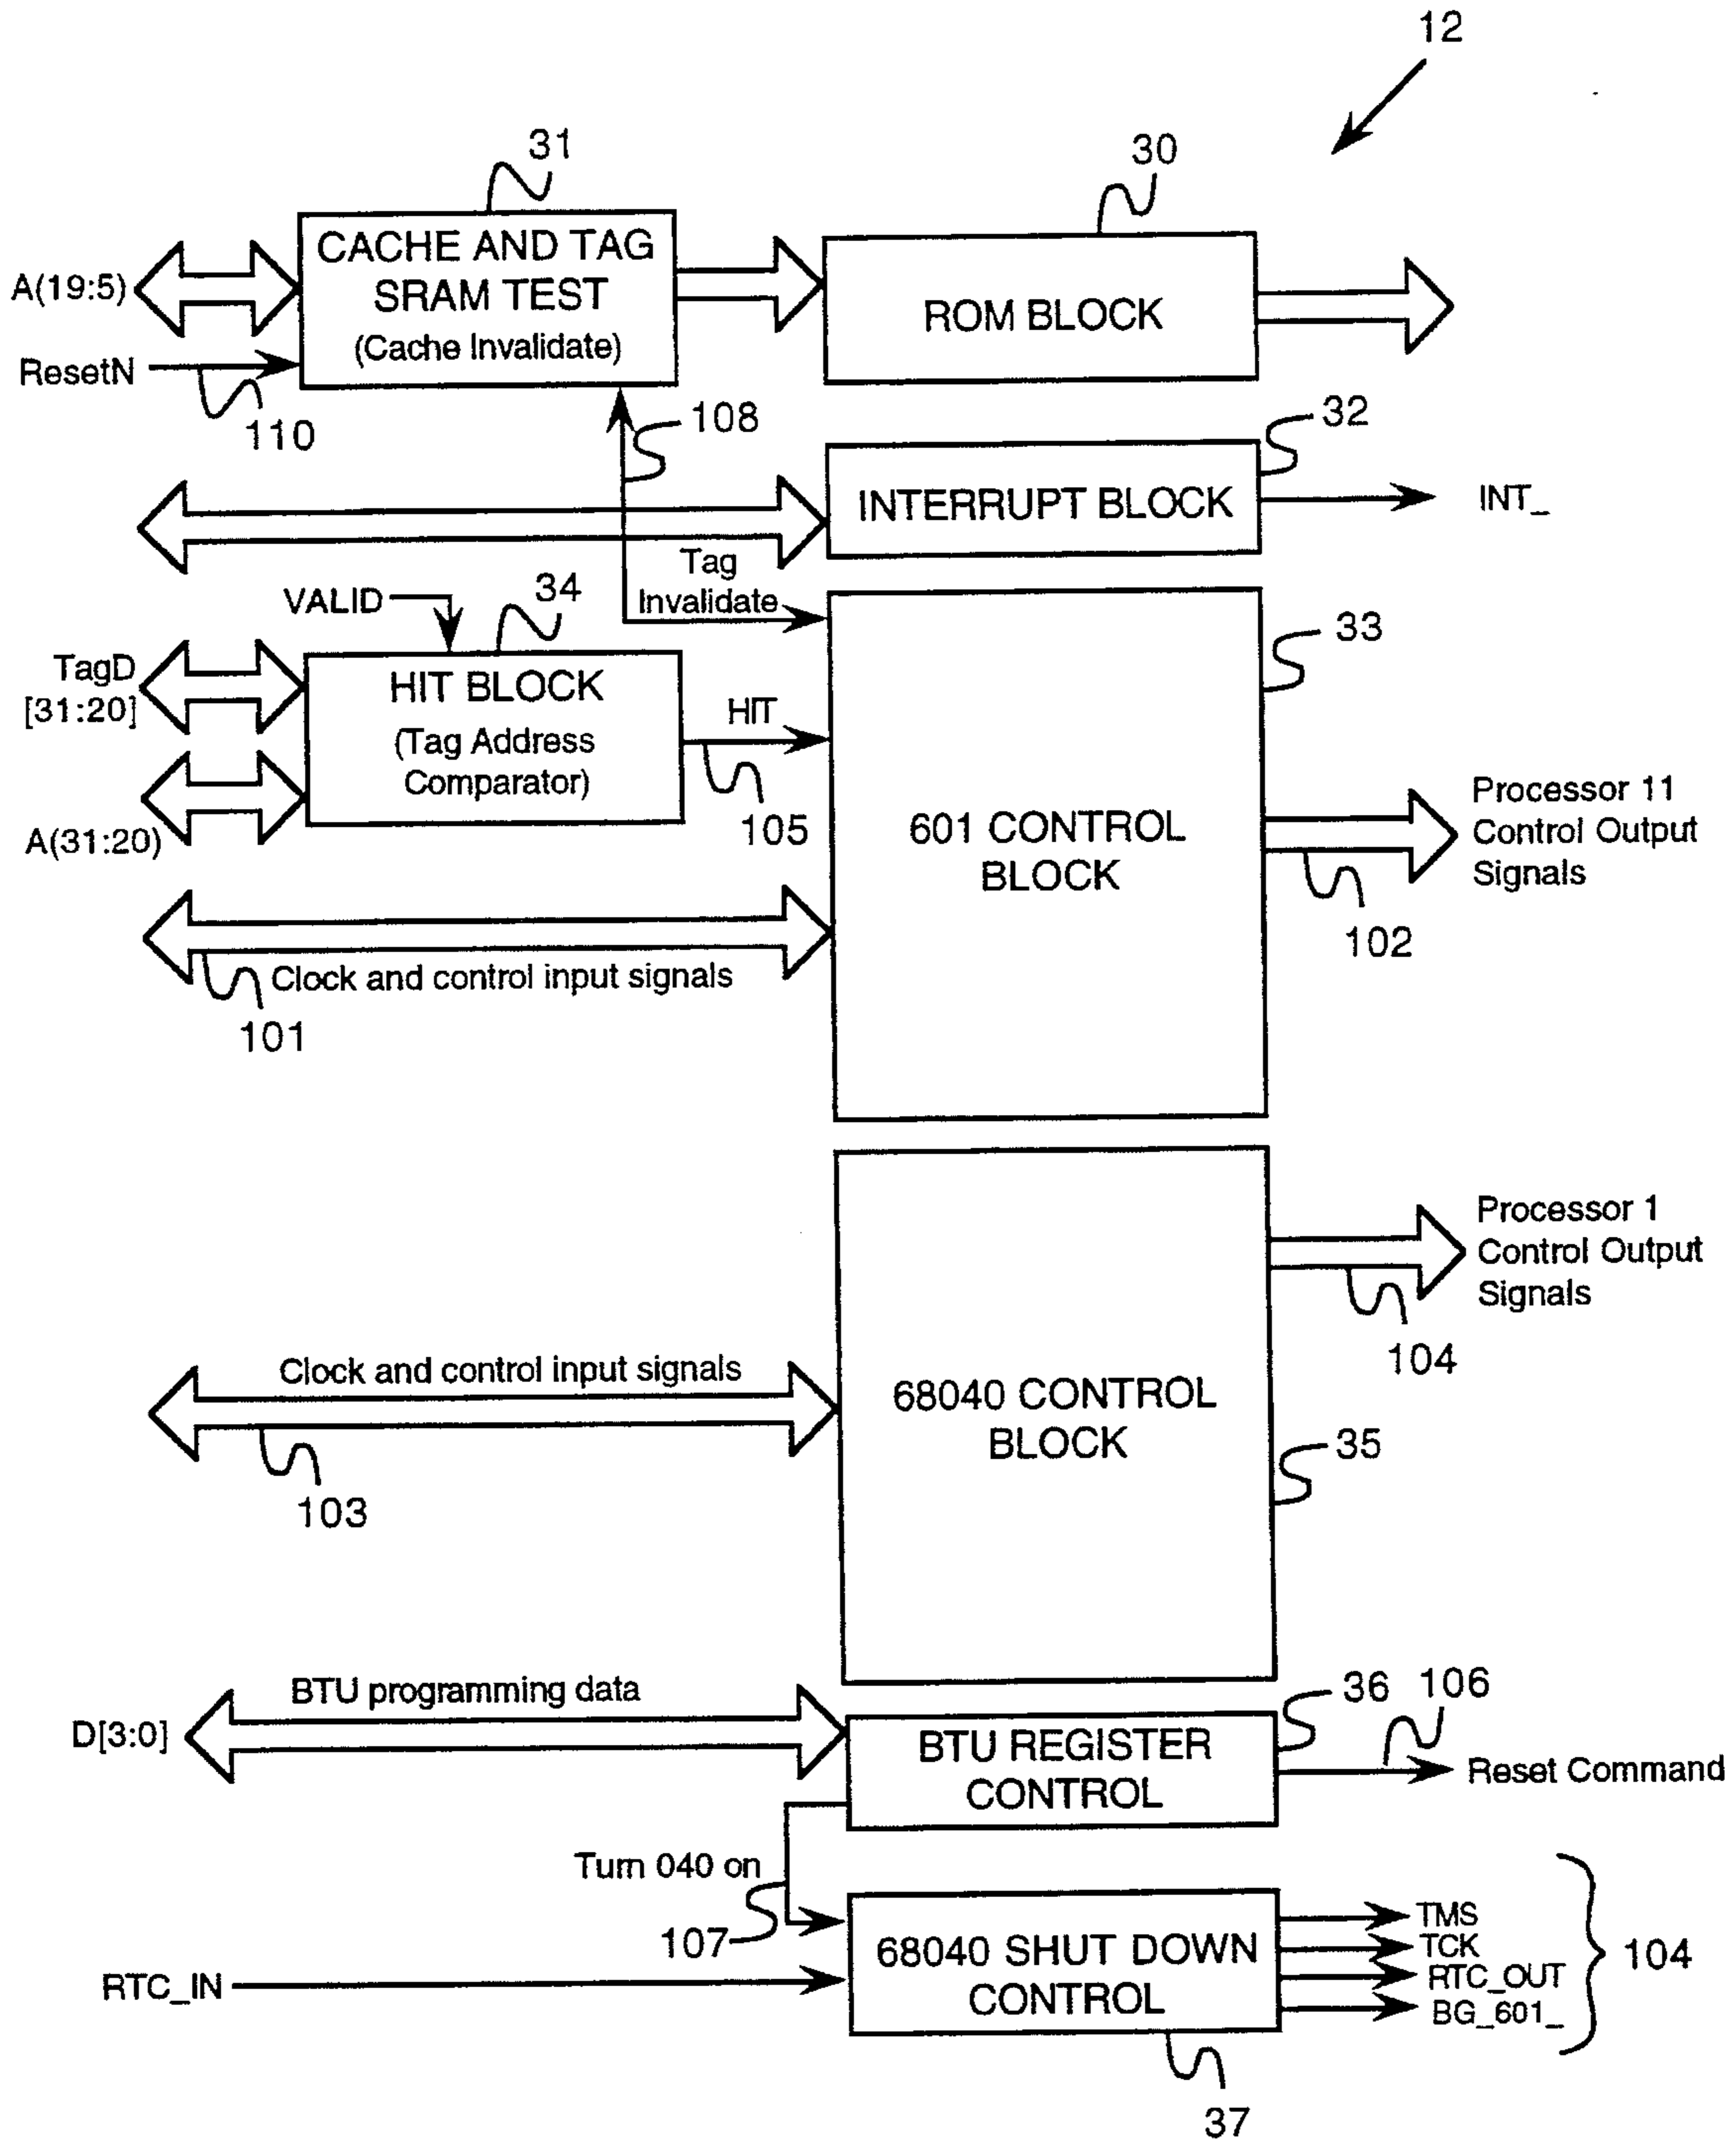 12
31
30
CACHE AND TAG
SRAM TEST
(Cache Invalidate)
A(19:5)
ROM BLOCK
ResetN
110
108
32
INTERRUPT BLOCK
INT_
Tag
Invalidate
VALID
34
33
TagD
[31:20]
HIT BLOCK
(Tag Address
Comparator)
HIT
105
A(31:20)
601 CONTROL
BLOCK
Processor 11
Control Output
Signals
102
Clock and control input signals
101
Processor 1
Control Output
Signals
104
Clock and control input signals
68040 CONTROL
BLOCK
35
103
BTU programming data
D[3:0]
36
106
BTU REGISTER
CONTROL
Reset Command
Turn 040 on
107
68040 SHUT DOWN
CONTROL
RTC_IN
TMS
TCK
RTC_OUT
BG_601_
104
37